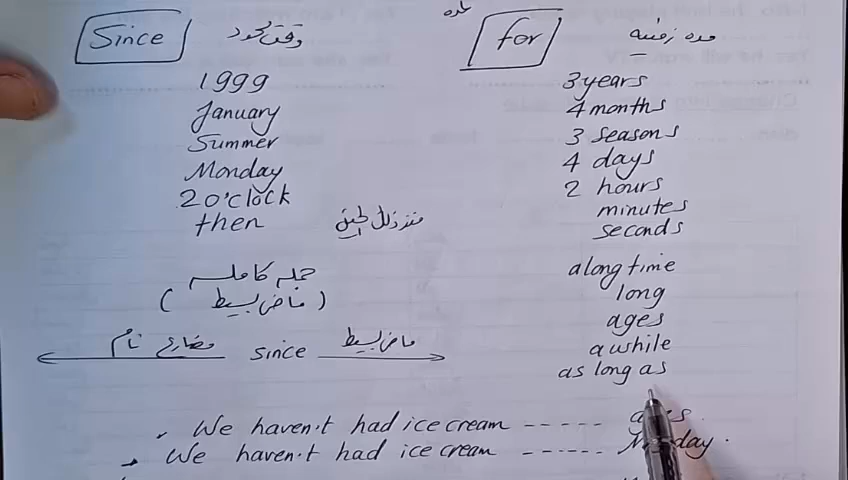 Since وقت محدد
1999
January
Summer
Monday
2 o'clock
then منذ ذلك الحين
جملة كاملة
(ماضي بسيط)
مضارع تام since ماضي بسيط
for مدة زمنية
3 years
4 months
3 seasons
4 days
2 hours
minutes
seconds
a long time
long
ages
a while
as long as
We haven't had ice cream ----- ages.
We haven't had ice cream ------ Monday.